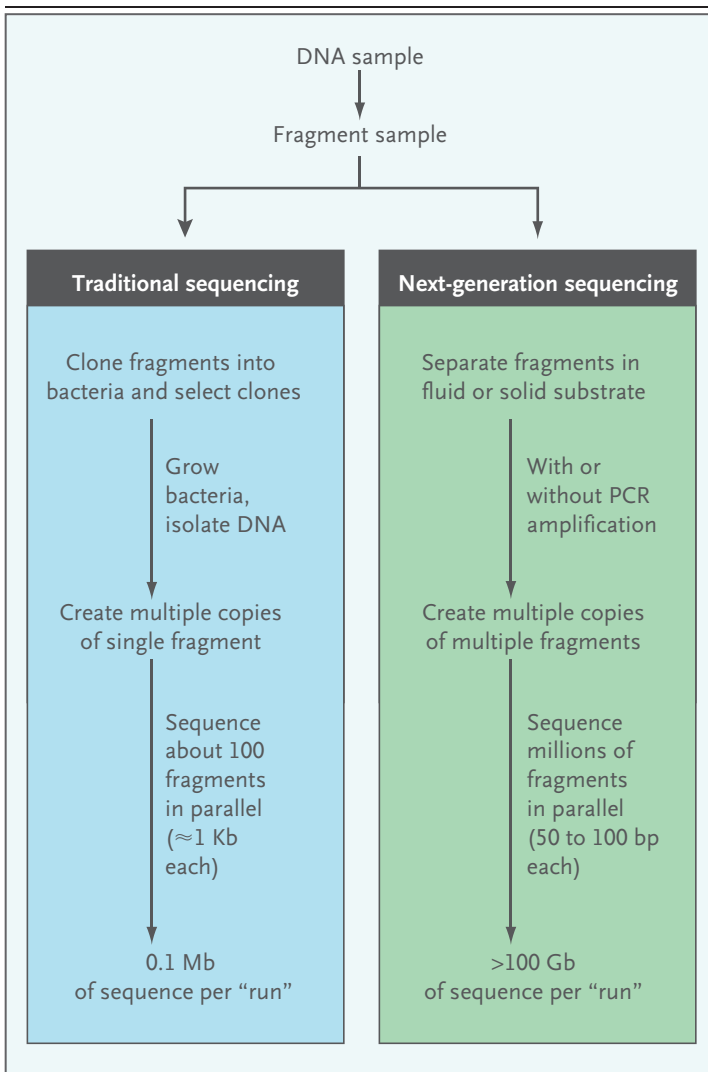 DNA sample
Fragment sample
Traditional sequencing
Clone fragments into
bacteria and select clones
Grow
bacteria,
isolate DNA
Create multiple copies
of single fragment
Sequence
about 100
fragments
in parallel
(≈1 Kb
each)
0.1 Mb
of sequence per “run”
Next-generation sequencing
Separate fragments in
fluid or solid substrate
With or
without PCR
amplification
Create multiple copies
of multiple fragments
Sequence
millions of
fragments
in parallel
(50 to 100 bp
each)
>100 Gb
of sequence per “run”